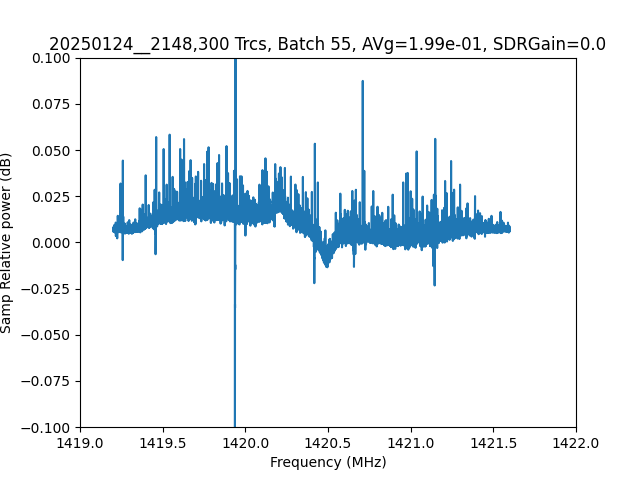 20250124__2148,300 Trcs, Batch 55, AVg=1.99e-01, SDRGain=0.0
0.100
0.075
0.050
0.025
0.000
−0.025
−0.050
−0.075
−0.100
Samp Relative power (dB)
1419.0 1419.5 1420.0 1420.5 1421.0 1421.5 1422.0
Frequency (MHz)